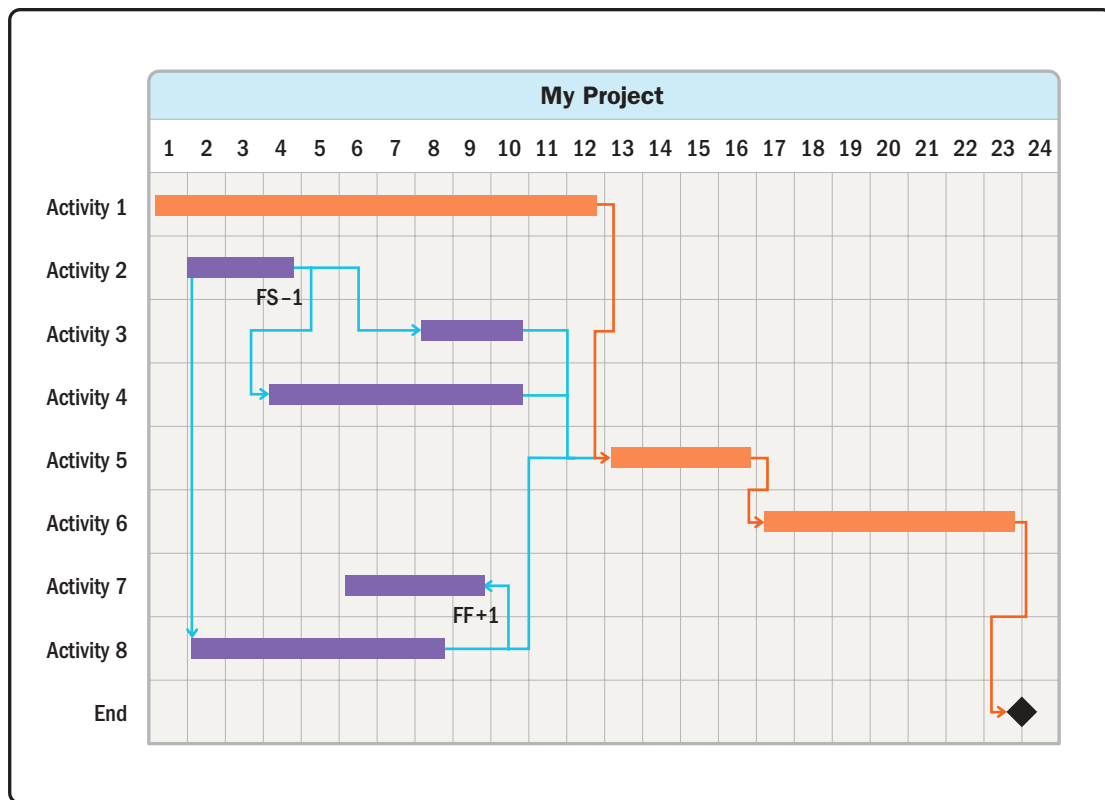 My Project
1 2 3 4 5 6 7 8 9 10 11 12 13 14 15 16 17 18 19 20 21 22 23 24
Activity 1
Activity 2
FS–1
Activity 3
Activity 4
Activity 5
Activity 6
Activity 7
FF+1
Activity 8
End